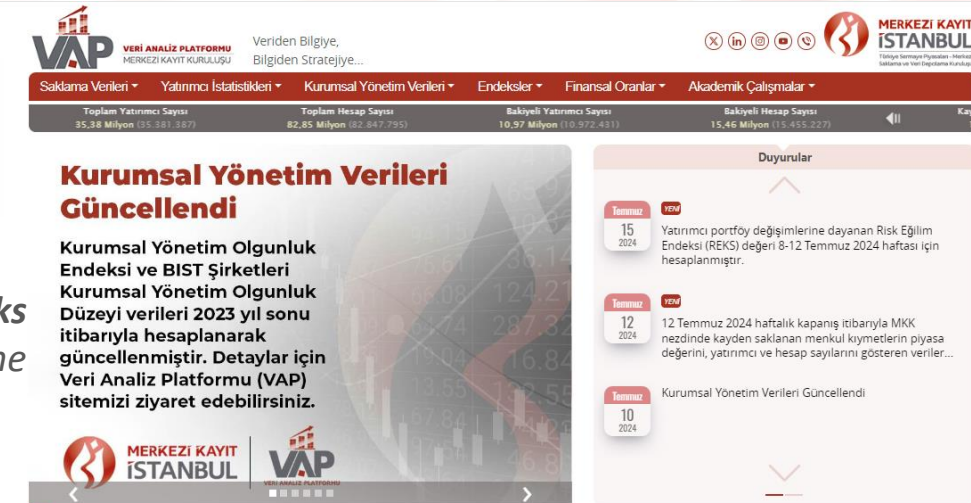 VAP
VERİ ANALİZ PLATFORMU
MERKEZİ KAYIT KURULUŞU
Veriden Bilgiye,
Bilgiden Stratejiye...
MERKEZİ KAYIT
İSTANBUL
Saklama Verileri
Yatırımcı İstatistikleri
Kurumsal Yönetim Verileri
Endeksler
Finansal Oranlar
Akademik Çalışmalar
Toplam Yatırımcı Sayısı
35,38 Milyon (35.381.387)
Toplam Hesap Sayısı
82,85 Milyon (82.847.795)
Bakiyeli Yatırımcı Sayısı
10,97 Milyon (10.972.431)
Bakiyeli Hesap Sayısı
15,46 Milyon (15.455.227)
Kay
Kurumsal Yönetim Verileri
Güncellendi
Kurumsal Yönetim Olgunluk
Endeksi ve BIST Şirketleri
Kurumsal Yönetim Olgunluk
Düzeyi verileri 2023 yıl sonu
itibarıyla hesaplanarak
güncellenmiştir. Detaylar için
Veri Analiz Platformu (VAP)
sitemizi ziyaret edebilirsiniz.
MERKEZİ KAYIT
İSTANBUL
VAP
VERİ ANALİZ PLATFORMU
ks
ne
Duyurular
Temmuz
15
2024
YENİ
Yatırımcı portföy değişimlerine dayanan Risk Eğilim
Endeksi (REKS) değeri 8-12 Temmuz 2024 haftası için
hesaplanmıştır.
Temmuz
12
2024
YENİ
12 Temmuz 2024 haftalık kapanış itibarıyla MKK
nezdinde kayden saklanan menkul kıymetlerin piyasa
değerini, yatırımcı ve hesap sayılarını gösteren veriler...
Temmuz
10
2024
Kurumsal Yönetim Verileri Güncellendi